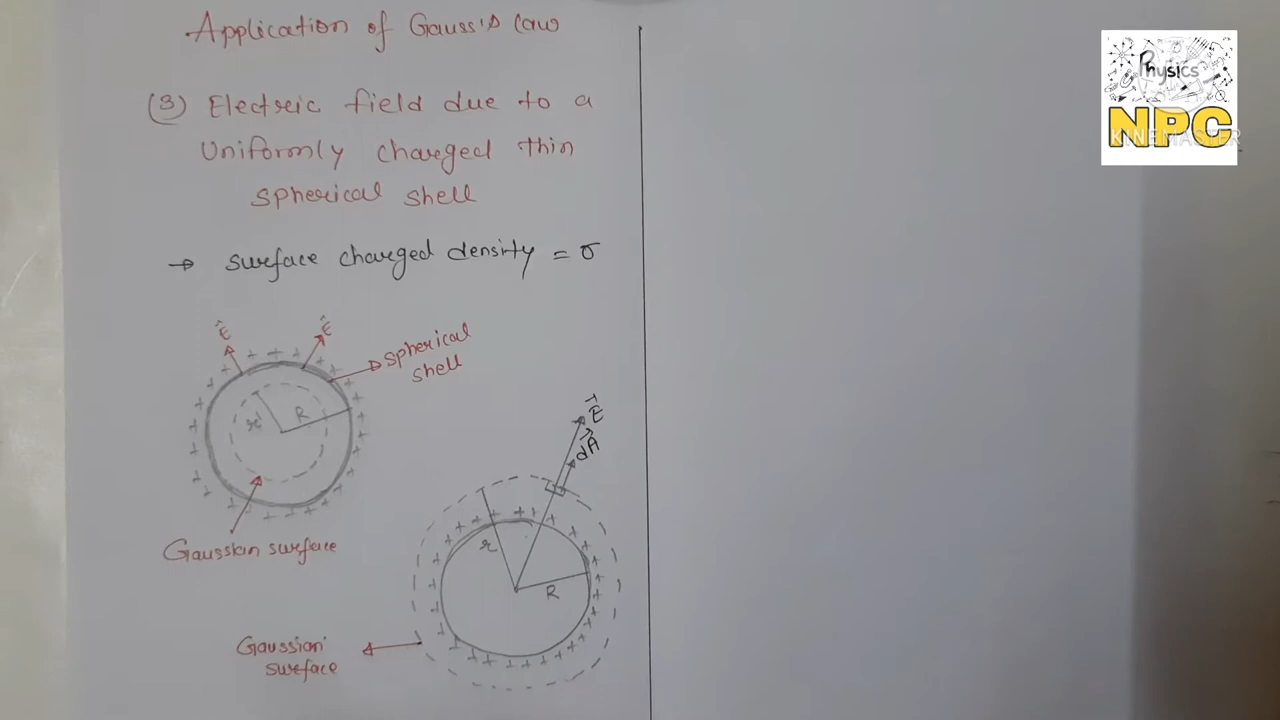 Application of Gauss's Law
(3) Electric field due to a
Uniformly charged thin
Spherical shell
→ surface charged density = σ
Ê
Ê
spherical
shell
r'
R
Gaussian surface
E⃗
dA⃗
r
R
Gaussian
surface
Physics
NPC
KINEMASTER